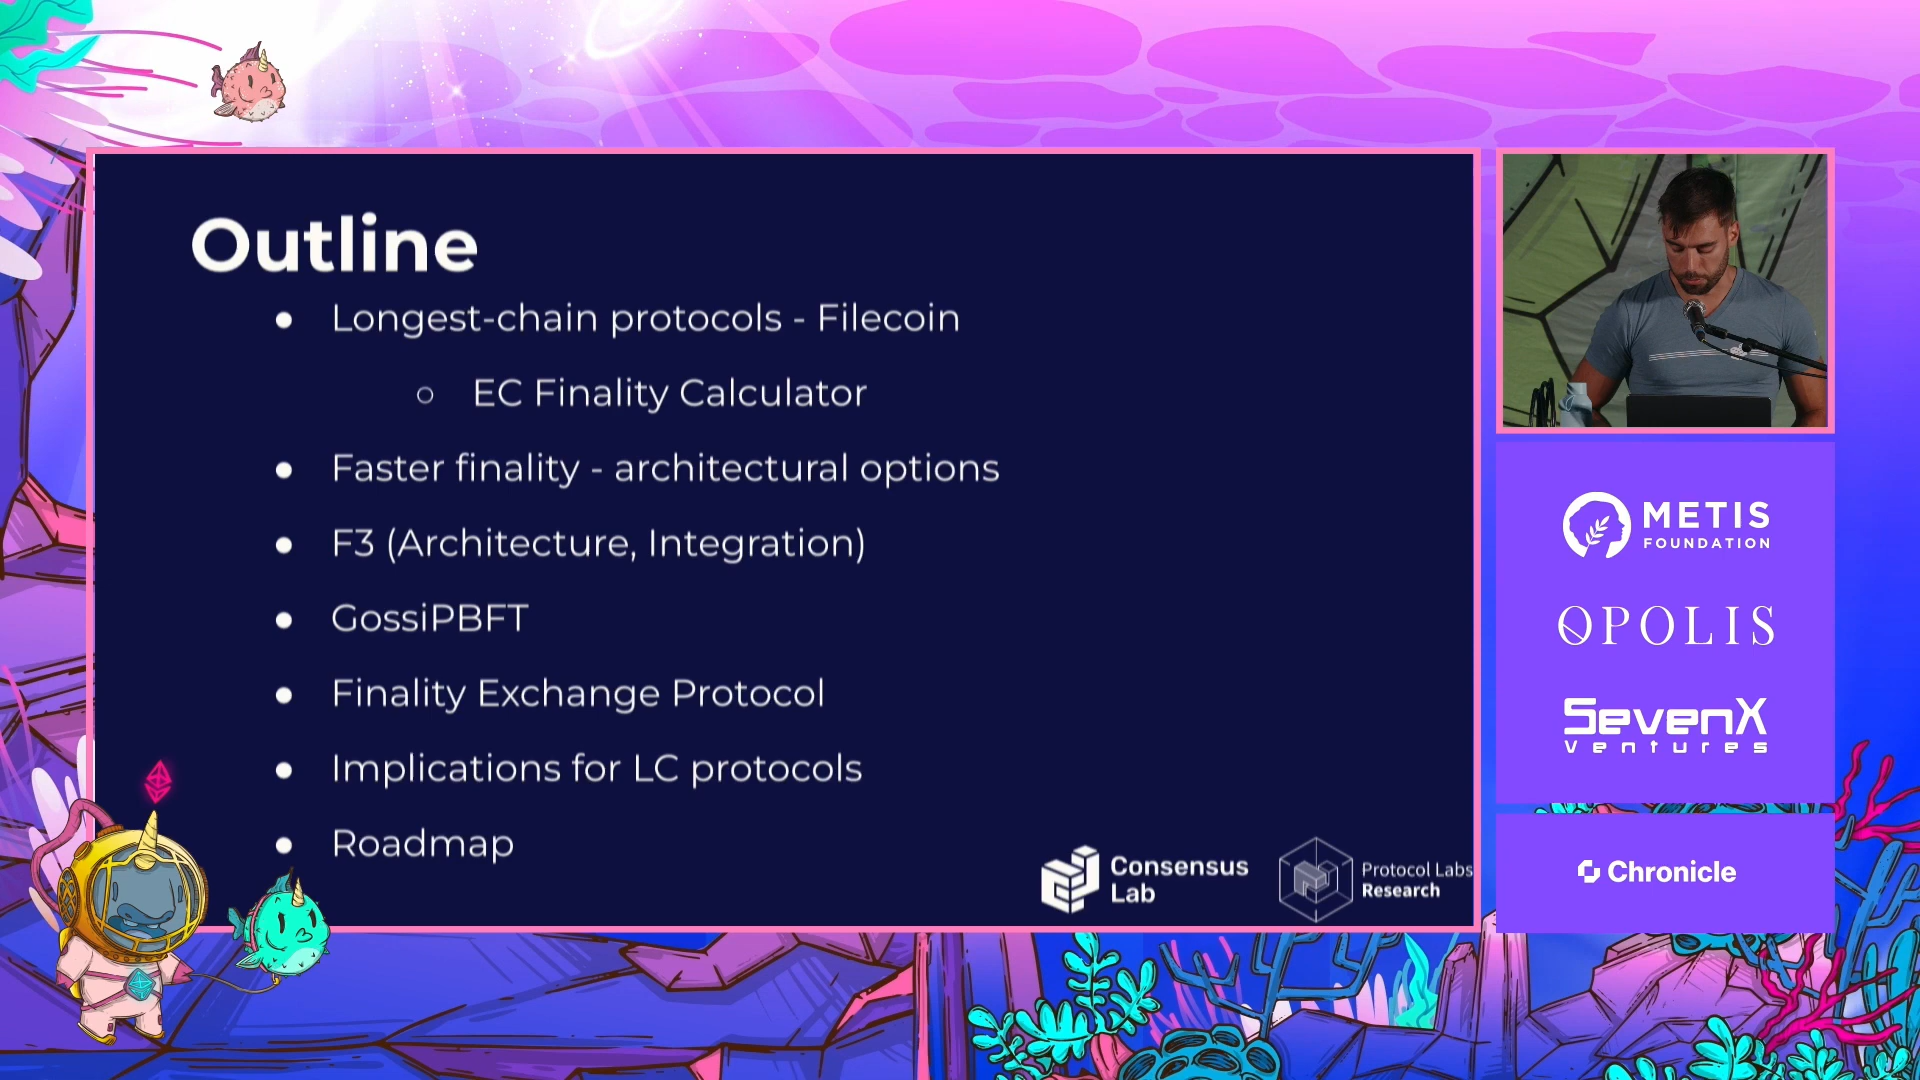 Outline
Longest-chain protocols - Filecoin
EC Finality Calculator
Faster finality - architectural options
F3 (Architecture, Integration)
GossiPBFT
Finality Exchange Protocol
Implications for LC protocols
Roadmap
Consensus
Lab
Protocol Labs
Research
METIS
FOUNDATION
OPOLIS
SevenX
Ventures
Chronicle